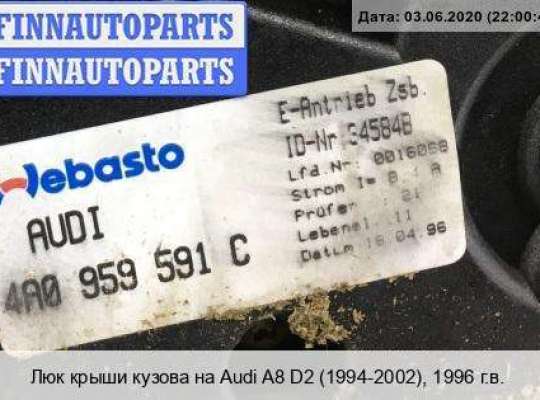 FINNAUTOPARTS
FINNAUTOPARTS
Дата: 03.06.2020 (22:00:4
Webasto
AUDI
4A0 959 591 C
E-Antrieb Zsb.
ID-Nr 34584B
Lfd.Nr: 0016058
Strom I= 8 1 A
Prüfer 21
Lebenel 11
DatLm 16 04.96
Люк крыши кузова на Audi A8 D2 (1994-2002), 1996 г.в.